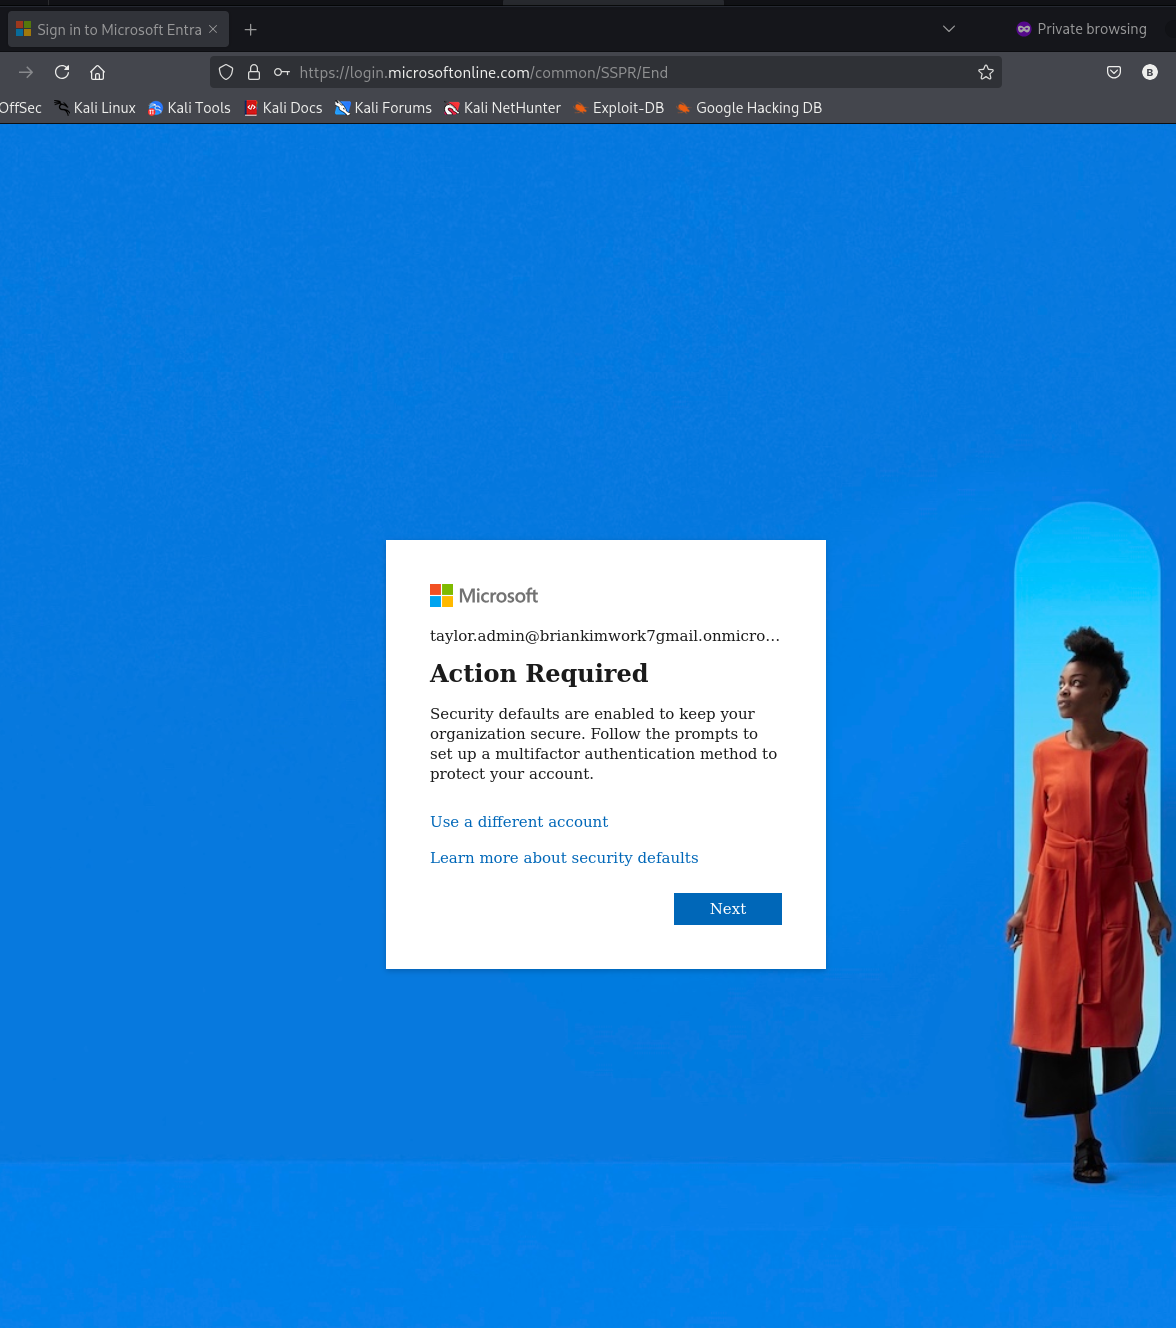 Sign in to Microsoft Entra
Private browsing
https://login.microsoftonline.com/common/SSPR/End
B
OffSec
Kali Linux
Kali Tools
Kali Docs
Kali Forums
Kali NetHunter
Exploit-DB
Google Hacking DB
Microsoft
taylor.admin@briankimwork7gmail.onmicro...
Action Required
Security defaults are enabled to keep your
organization secure. Follow the prompts to
set up a multifactor authentication method to
protect your account.
Use a different account
Learn more about security defaults
Next